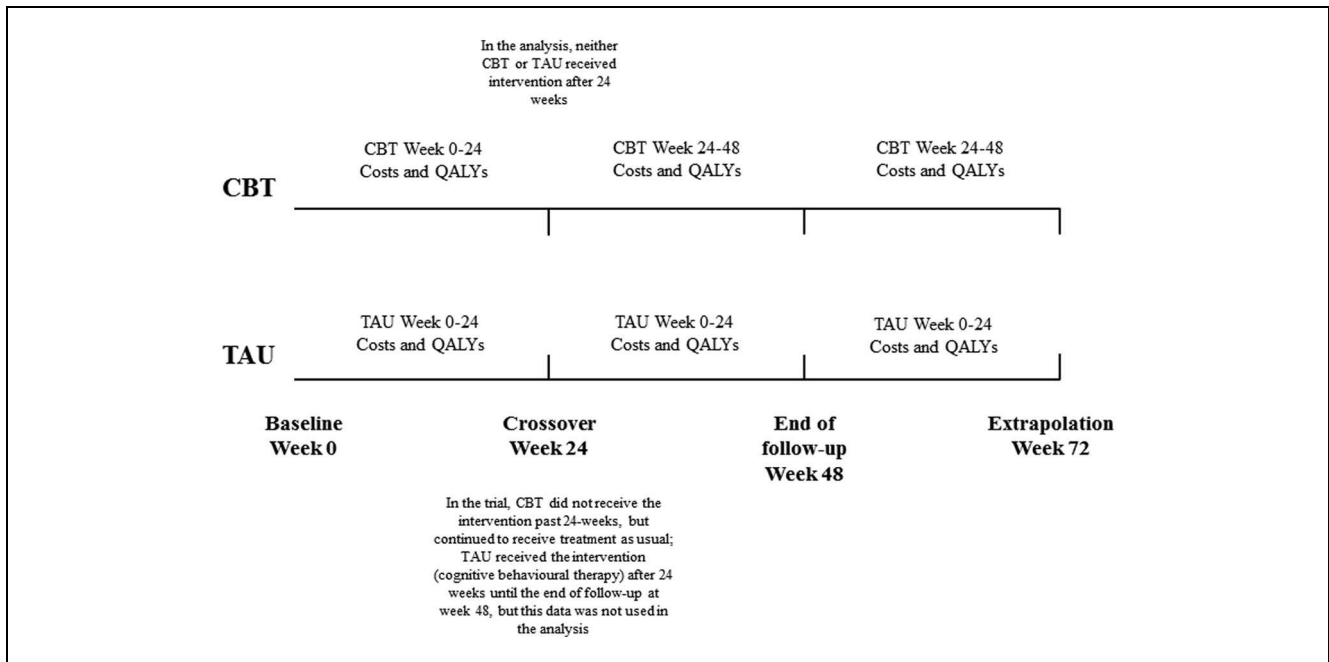 In the analysis, neither
CBT or TAU received
intervention after 24
weeks
CBT Week 0-24
Costs and QALYs
CBT Week 24-48
Costs and QALYs
CBT Week 24-48
Costs and QALYs
CBT
TAU Week 0-24
Costs and QALYs
TAU Week 0-24
Costs and QALYs
TAU Week 0-24
Costs and QALYs
TAU
Baseline
Week 0
Crossover
Week 24
End of
follow-up
Week 48
Extrapolation
Week 72
In the trial, CBT did not receive the
intervention past 24-weeks, but
continued to receive treatment as usual;
TAU received the intervention
(cognitive behavioural therapy) after 24
weeks until the end of follow-up at
week 48, but this data was not used in
the analysis